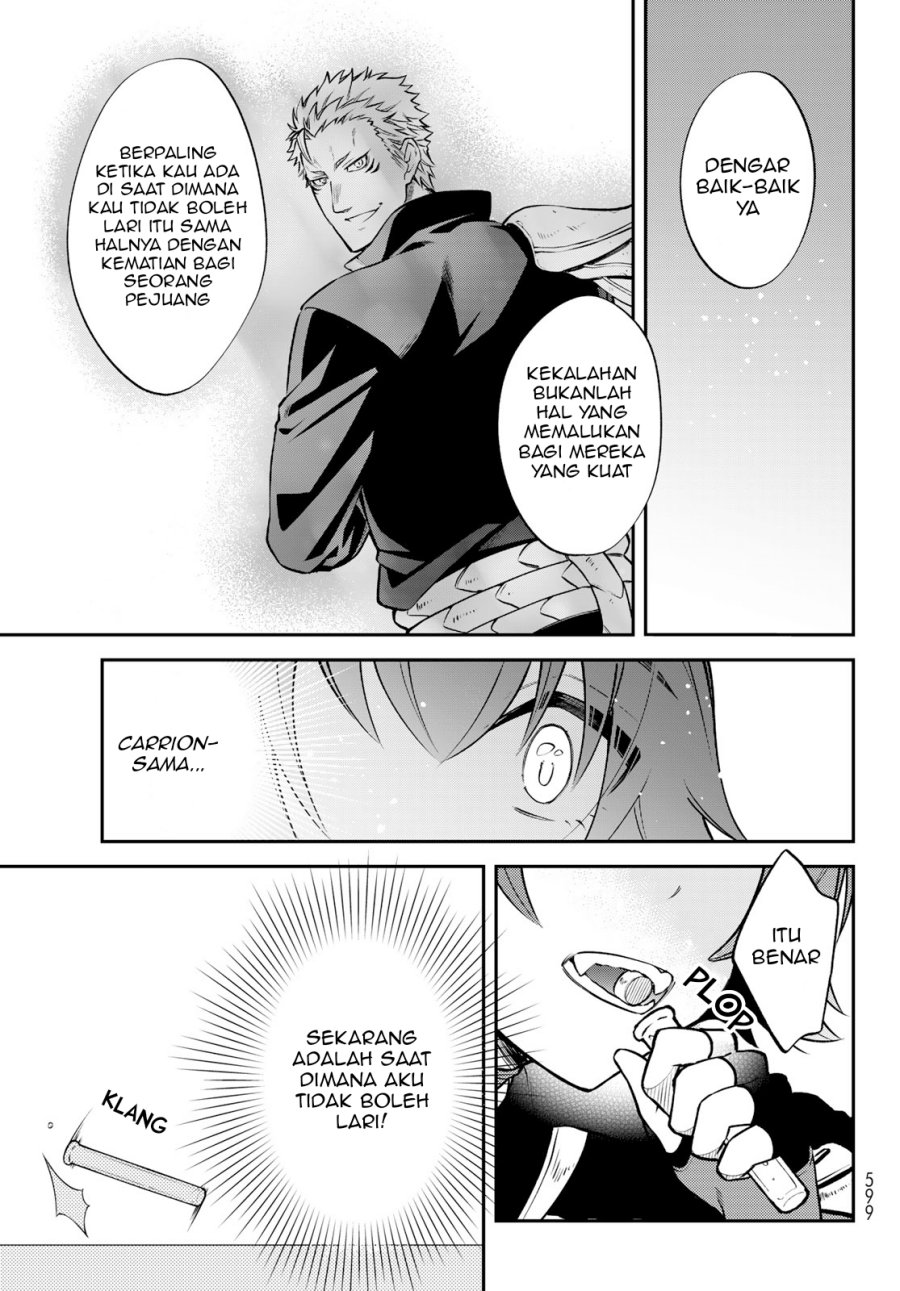 DENGAR
BAIK-BAIK
YA
KEKALAHAN
BUKANLAH
HAL YANG
MEMALUKAN
BAGI MEREKA
YANG KUAT
BERPALING
KETIKA KAU ADA
DI SAAT DIMANA
KAU TIDAK BOLEH
LARI ITU SAMA
HALNYA DENGAN
KEMATIAN BAGI
SEORANG
PEJUANG
CARRION-
SAMA...
ITU
BENAR
PLOP
SEKARANG
ADALAH SAAT
DIMANA AKU
TIDAK BOLEH
LARI!
KLANG
599